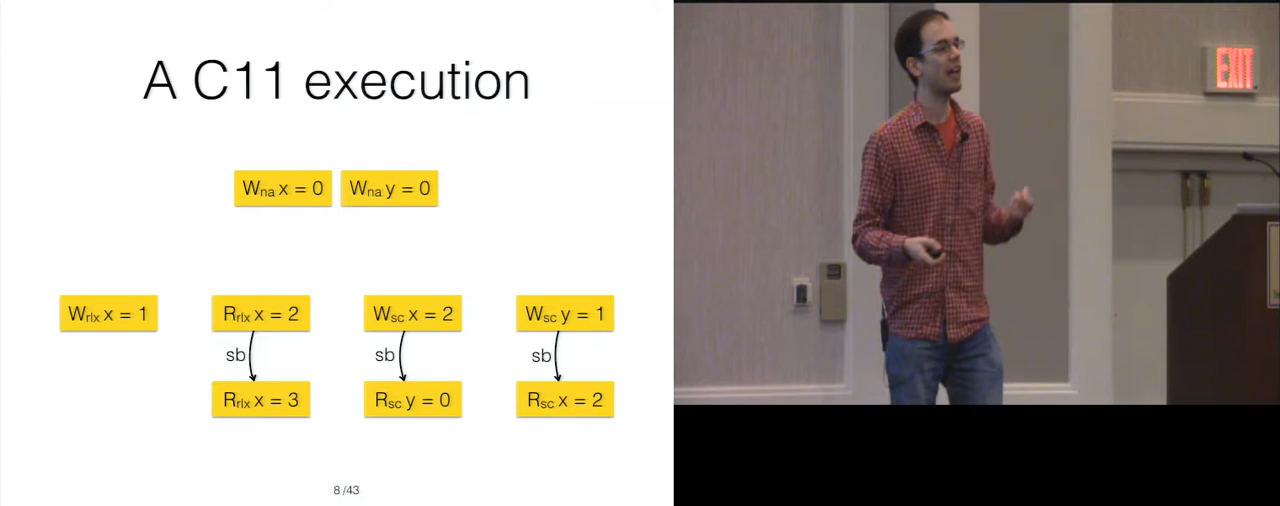 A C11 execution
Wna x = 0 Wna y = 0
Wrlx x = 1 Rrlx x = 2 Wsc x = 2 Wsc y = 1
sb sb sb
Rrlx x = 3 Rsc y = 0 Rsc x = 2
8 /43
EXIT